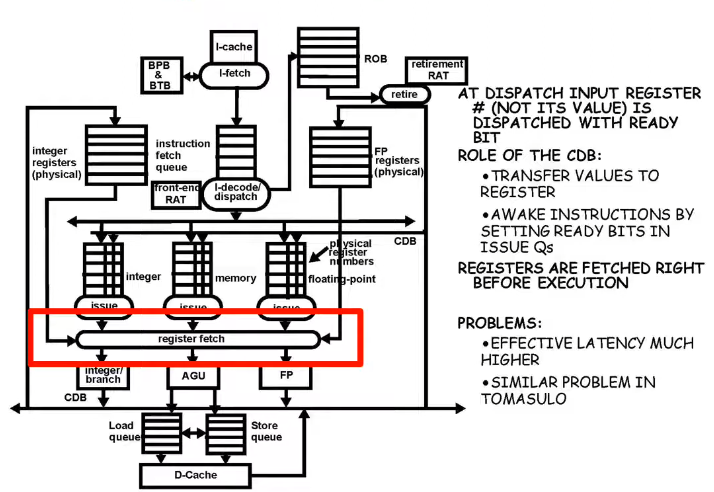 I-cache
ROB
BPB
&
BTB
I-fetch
retirement
RAT
retire
integer
registers
(physical)
instruction
fetch
queue
FP
registers
(physical)
front-end
RAT
I-decode/
dispatch
CDB
physical
register
numbers
integer
memory
floating-point
issue
issue
issue
register fetch
integer/
branch
AGU
FP
CDB
Load
queue
Store
queue
D-Cache
AT DISPATCH INPUT REGISTER
# (NOT ITS VALUE) IS
DISPATCHED WITH READY
BIT
ROLE OF THE CDB:
•TRANSFER VALUES TO
REGISTER
•AWAKE INSTRUCTIONS BY
SETTING READY BITS IN
ISSUE Qs
REGISTERS ARE FETCHED RIGHT
BEFORE EXECUTION
PROBLEMS:
•EFFECTIVE LATENCY MUCH
HIGHER
•SIMILAR PROBLEM IN
TOMASULO